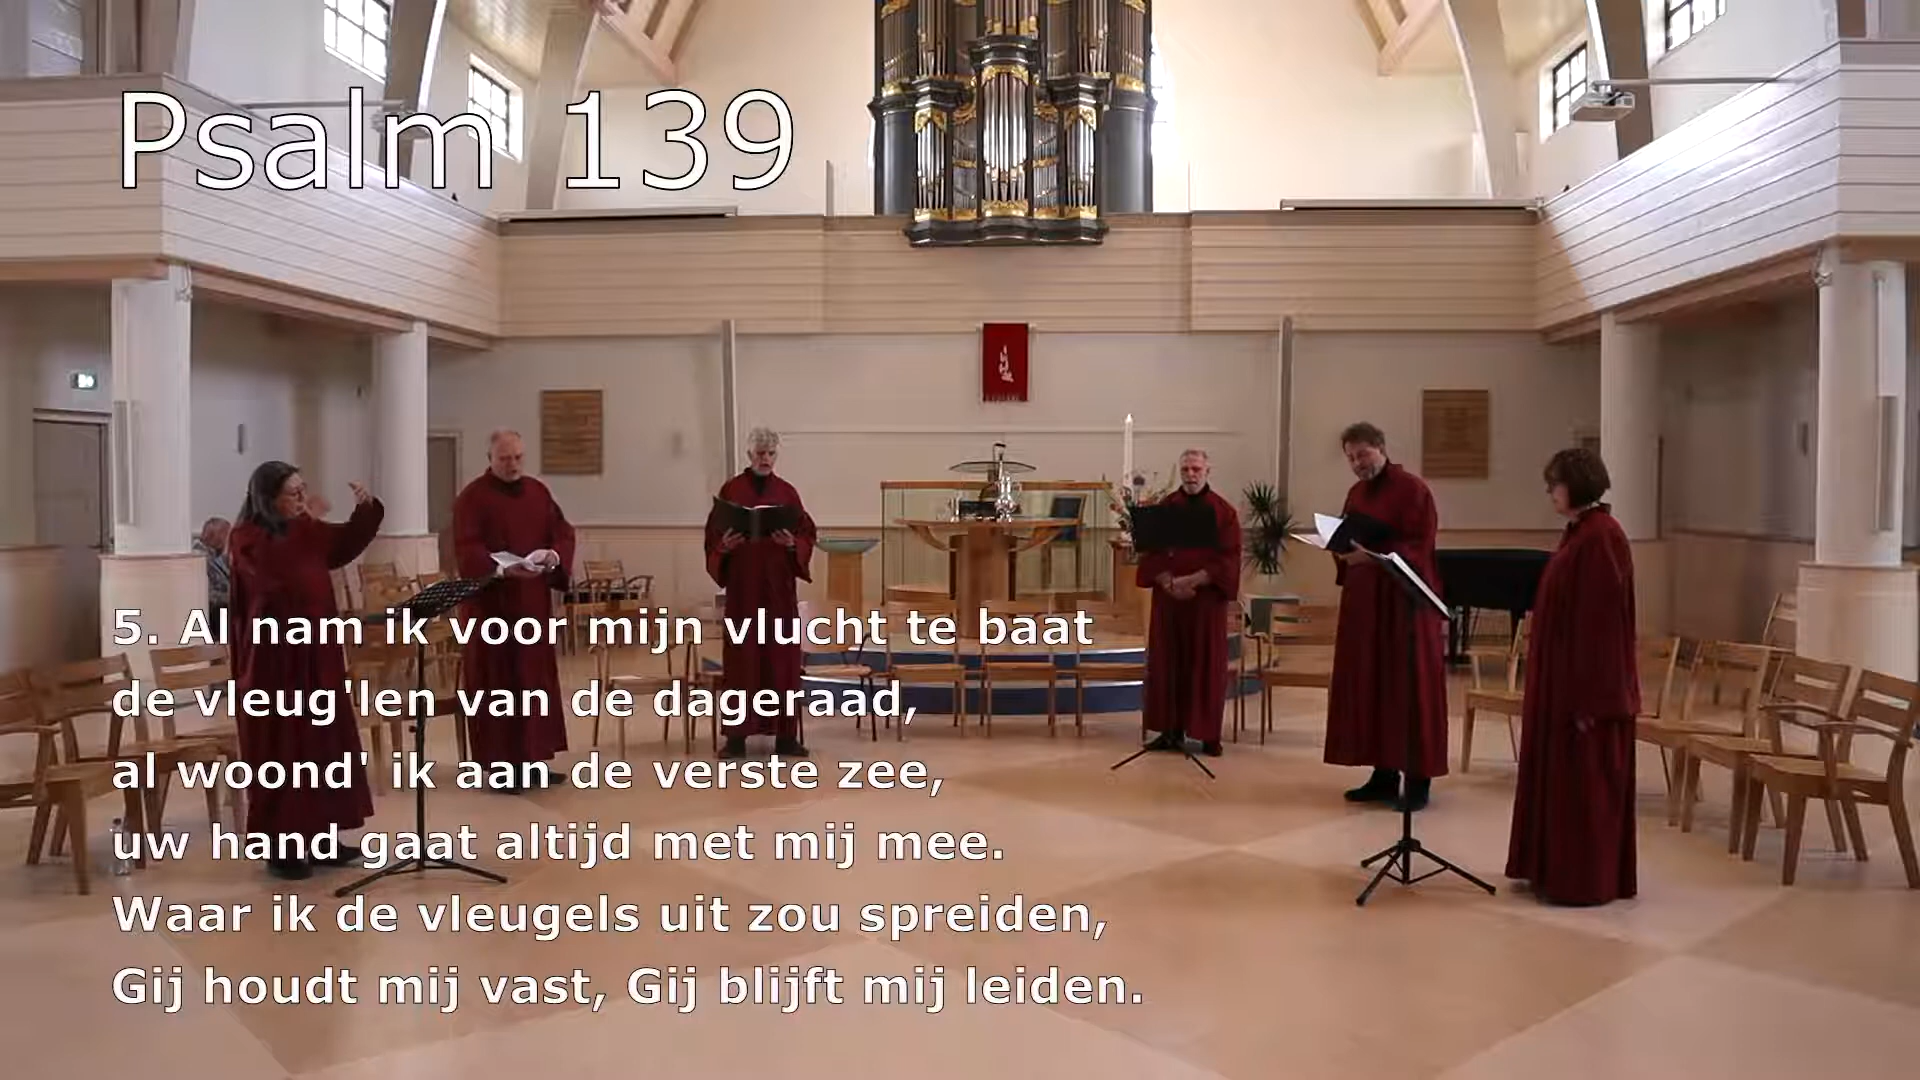 Psalm 139
5. Al nam ik voor mijn vlucht te baat
de vleug'len van de dageraad,
al woond' ik aan de verste zee,
uw hand gaat altijd met mij mee.
Waar ik de vleugels uit zou spreiden,
Gij houdt mij vast, Gij blijft mij leiden.